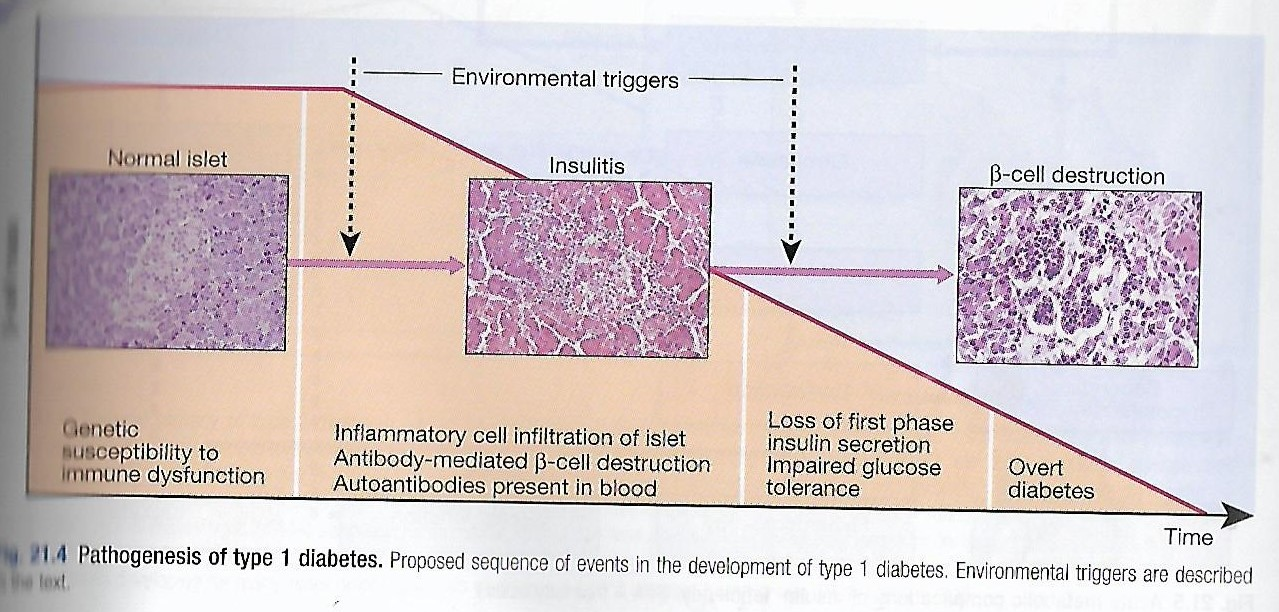 Environmental triggers
Normal islet
Insulitis
β-cell destruction
Genetic
susceptibility to
immune dysfunction
Inflammatory cell infiltration of islet
Antibody-mediated β-cell destruction
Autoantibodies present in blood
Loss of first phase
insulin secretion
Impaired glucose
tolerance
Overt
diabetes
Time
21.4 Pathogenesis of type 1 diabetes. Proposed sequence of events in the development of type 1 diabetes. Environmental triggers are described
the text.